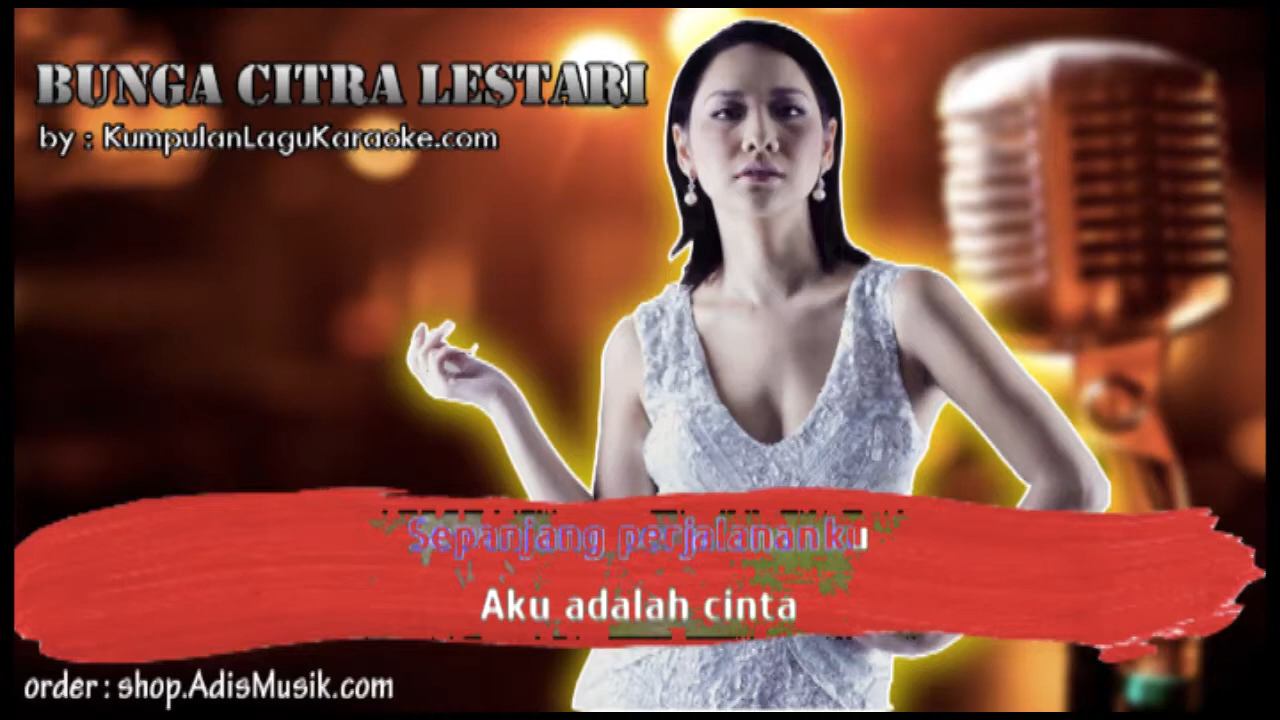 BUNGA CITRA LESTARI
by : KumpulanLaguKaraoke.com
Sepanjang perjalananku
Aku adalah cinta
order : shop.AdisMusik.com